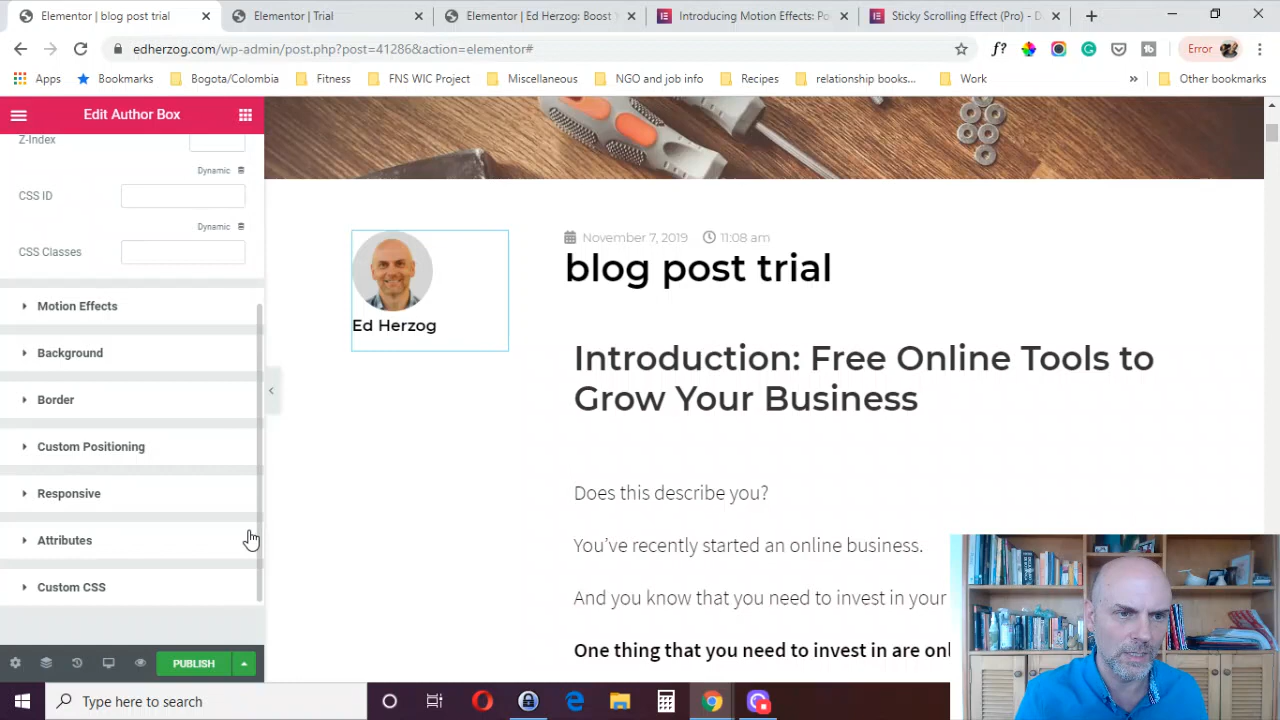 Elementor | blog post trial
Elementor | Trial
Elementor | Ed Herzog: Boost
Introducing Motion Effects: Pa
Sticky Scrolling Effect (Pro) - D
edherzog.com/wp-admin/post.php?post=41286&action=elementor#
f?
Error
Apps
Bookmarks
Bogota/Colombia
Fitness
FNS WIC Project
Miscellaneous
NGO and job info
Recipes
relationship books...
Work
»
Other bookmarks
Edit Author Box
Z-Index
Dynamic
CSS ID
Dynamic
CSS Classes
Motion Effects
Background
Border
Custom Positioning
Responsive
Attributes
Custom CSS
PUBLISH
Ed Herzog
November 7, 2019 11:08 am
blog post trial
Introduction: Free Online Tools to
Grow Your Business
Does this describe you?
You’ve recently started an online business.
And you know that you need to invest in your
One thing that you need to invest in are onl
Type here to search